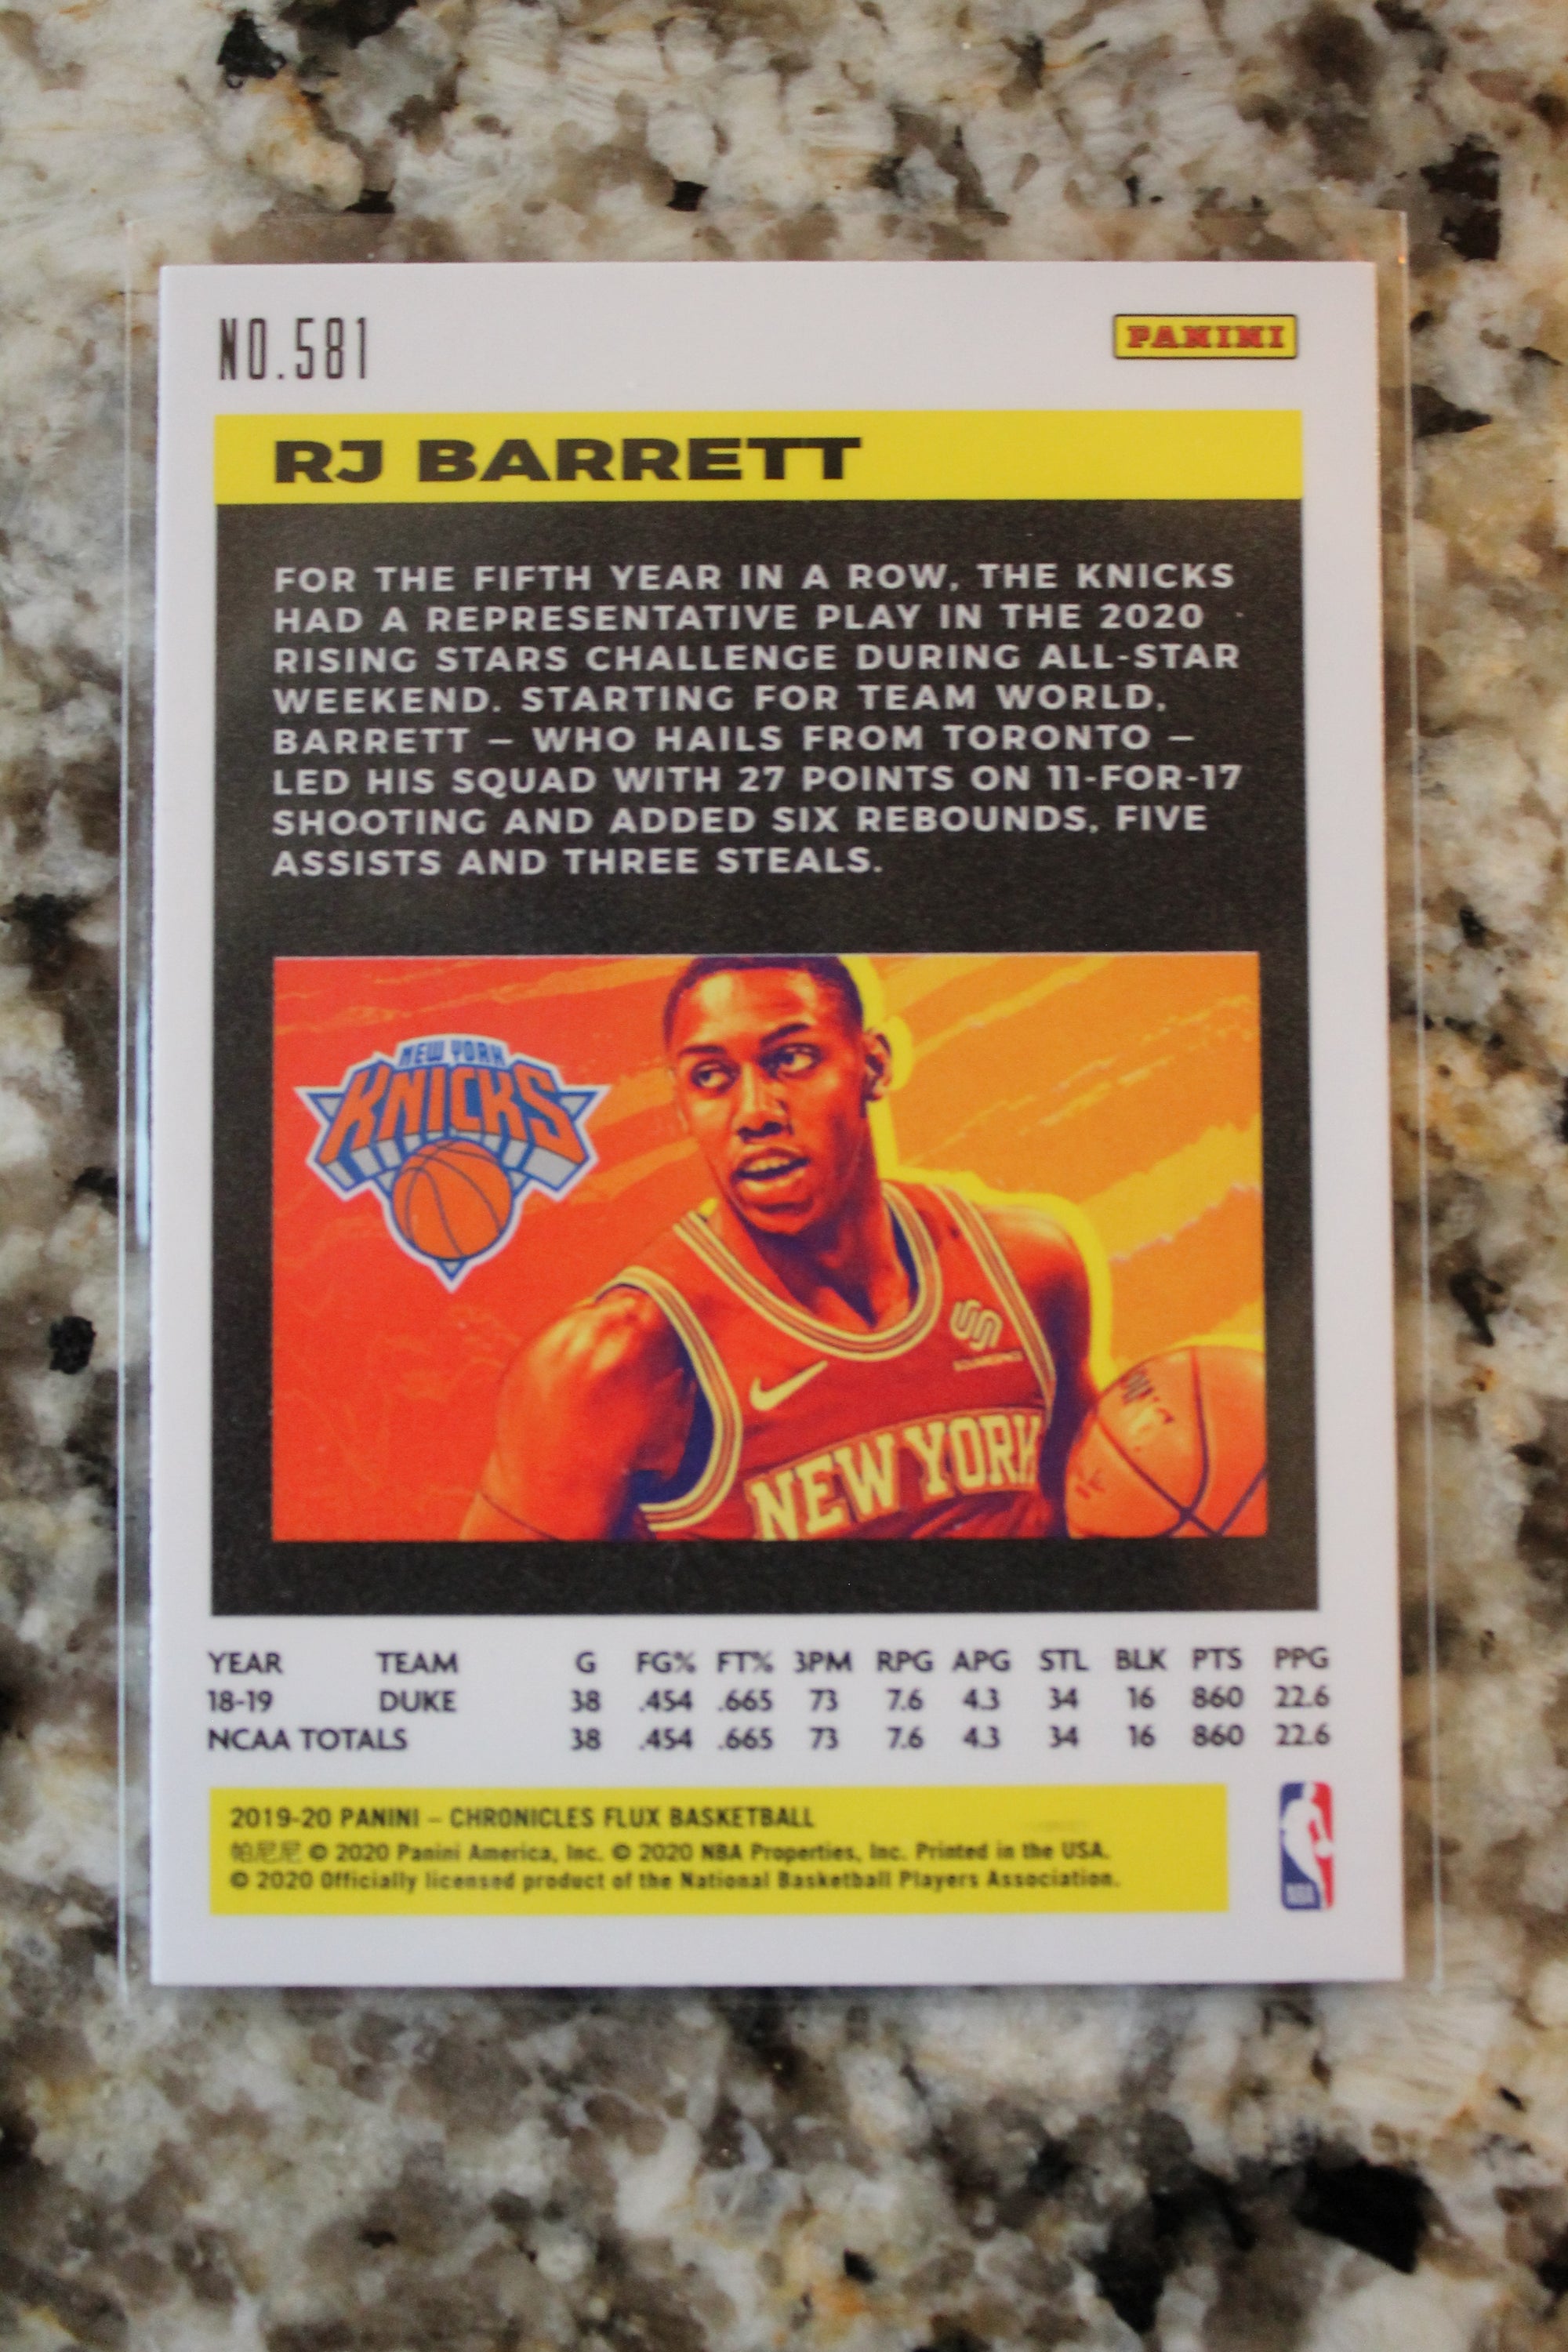 NO.581
PANINI
RJ BARRETT
FOR THE FIFTH YEAR IN A ROW, THE KNICKS
HAD A REPRESENTATIVE PLAY IN THE 2020
RISING STARS CHALLENGE DURING ALL-STAR
WEEKEND. STARTING FOR TEAM WORLD,
BARRETT – WHO HAILS FROM TORONTO –
LED HIS SQUAD WITH 27 POINTS ON 11-FOR-17
SHOOTING AND ADDED SIX REBOUNDS, FIVE
ASSISTS AND THREE STEALS.
NEW YORK
KNICKS
SQUARESPACE
NEW YORK
YEAR TEAM G FG% FT% 3PM RPG APG STL BLK PTS PPG
18-19 DUKE 38 .454 .665 73 7.6 4.3 34 16 860 22.6
NCAA TOTALS 38 .454 .665 73 7.6 4.3 34 16 860 22.6
2019-20 PANINI – CHRONICLES FLUX BASKETBALL
帕尼尼 © 2020 Panini America, Inc. © 2020 NBA Properties, Inc. Printed in the USA.
© 2020 Officially licensed product of the National Basketball Players Association.
NBA